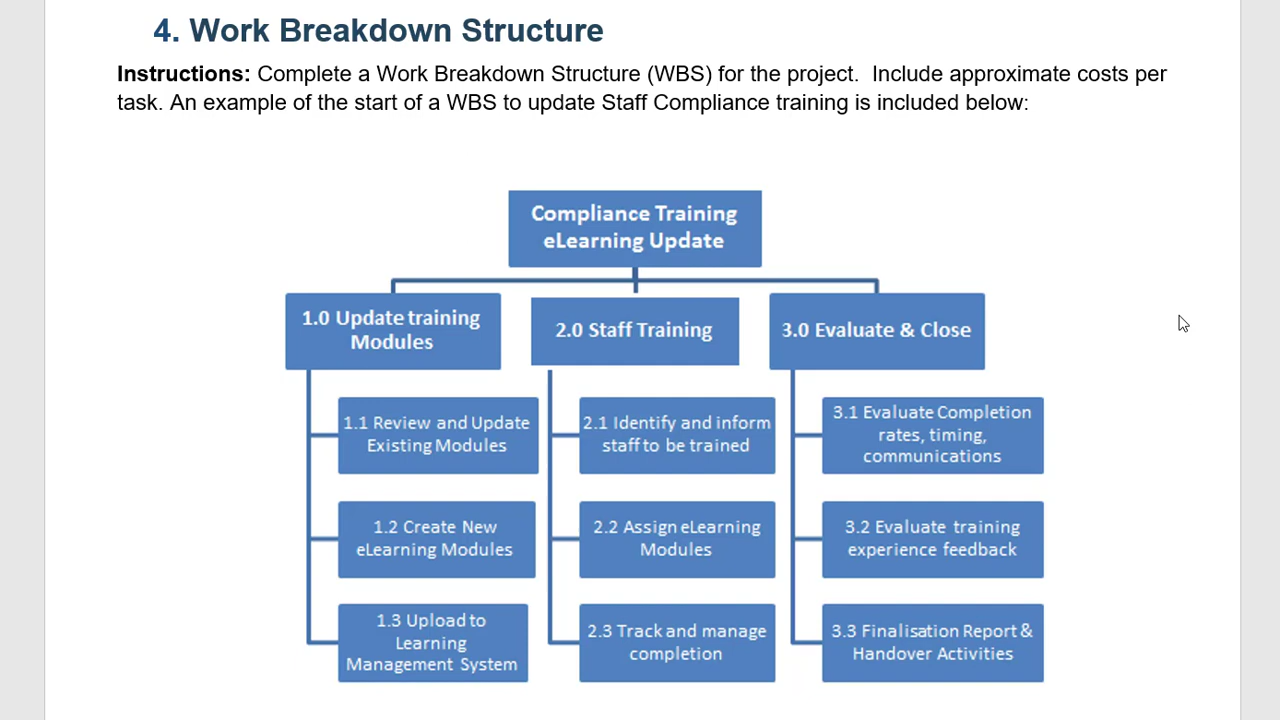 4. Work Breakdown Structure
Instructions: Complete a Work Breakdown Structure (WBS) for the project.  Include approximate costs per
task. An example of the start of a WBS to update Staff Compliance training is included below:
Compliance Training
eLearning Update
1.0 Update training
Modules
2.0 Staff Training
3.0 Evaluate & Close
1.1 Review and Update
Existing Modules
2.1 Identify and inform
staff to be trained
3.1 Evaluate Completion
rates, timing,
communications
1.2 Create New
eLearning Modules
2.2 Assign eLearning
Modules
3.2 Evaluate training
experience feedback
1.3 Upload to
Learning
Management System
2.3 Track and manage
completion
3.3 Finalisation Report &
Handover Activities